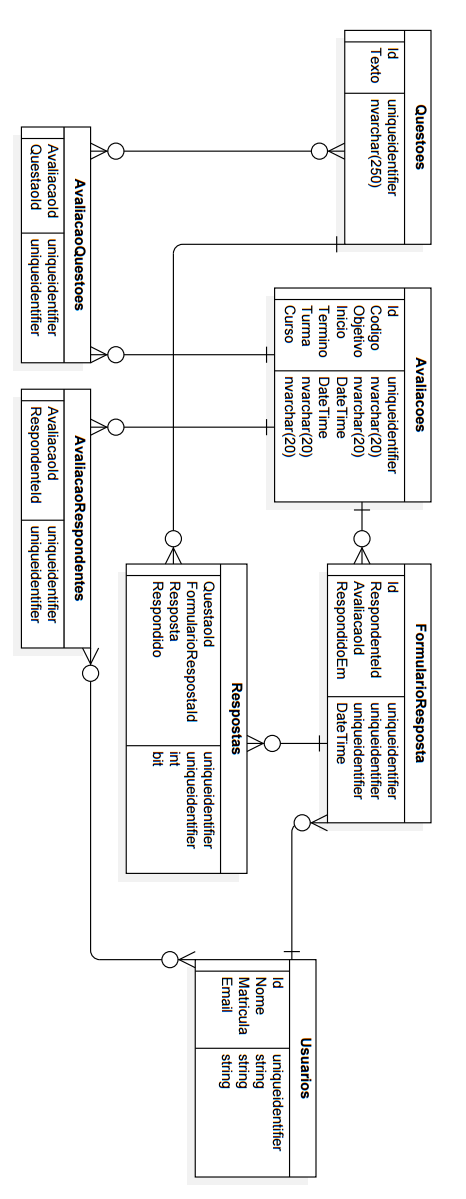 Questoes
Id uniqueidentifier
Texto nvarchar(250)
Avaliacoes
Id uniqueidentifier
Codigo nvarchar(20)
Objetivo nvarchar(20)
Inicio DateTime
Termino DateTime
Turma nvarchar(20)
Curso nvarchar(20)
FormularioResposta
Id uniqueidentifier
RespondenteId uniqueidentifier
AvaliacaoId uniqueidentifier
RespondidoEm DateTime
Usuarios
Id uniqueidentifier
Nome string
Matricula string
Email string
Respostas
QuestaoId uniqueidentifier
FormularioRespostaId uniqueidentifier
Resposta int
Respondido bit
AvaliacaoQuestoes
AvaliacaoId uniqueidentifier
QuestaoId uniqueidentifier
AvaliacaoRespondentes
AvaliacaoId uniqueidentifier
RespondenteId uniqueidentifier